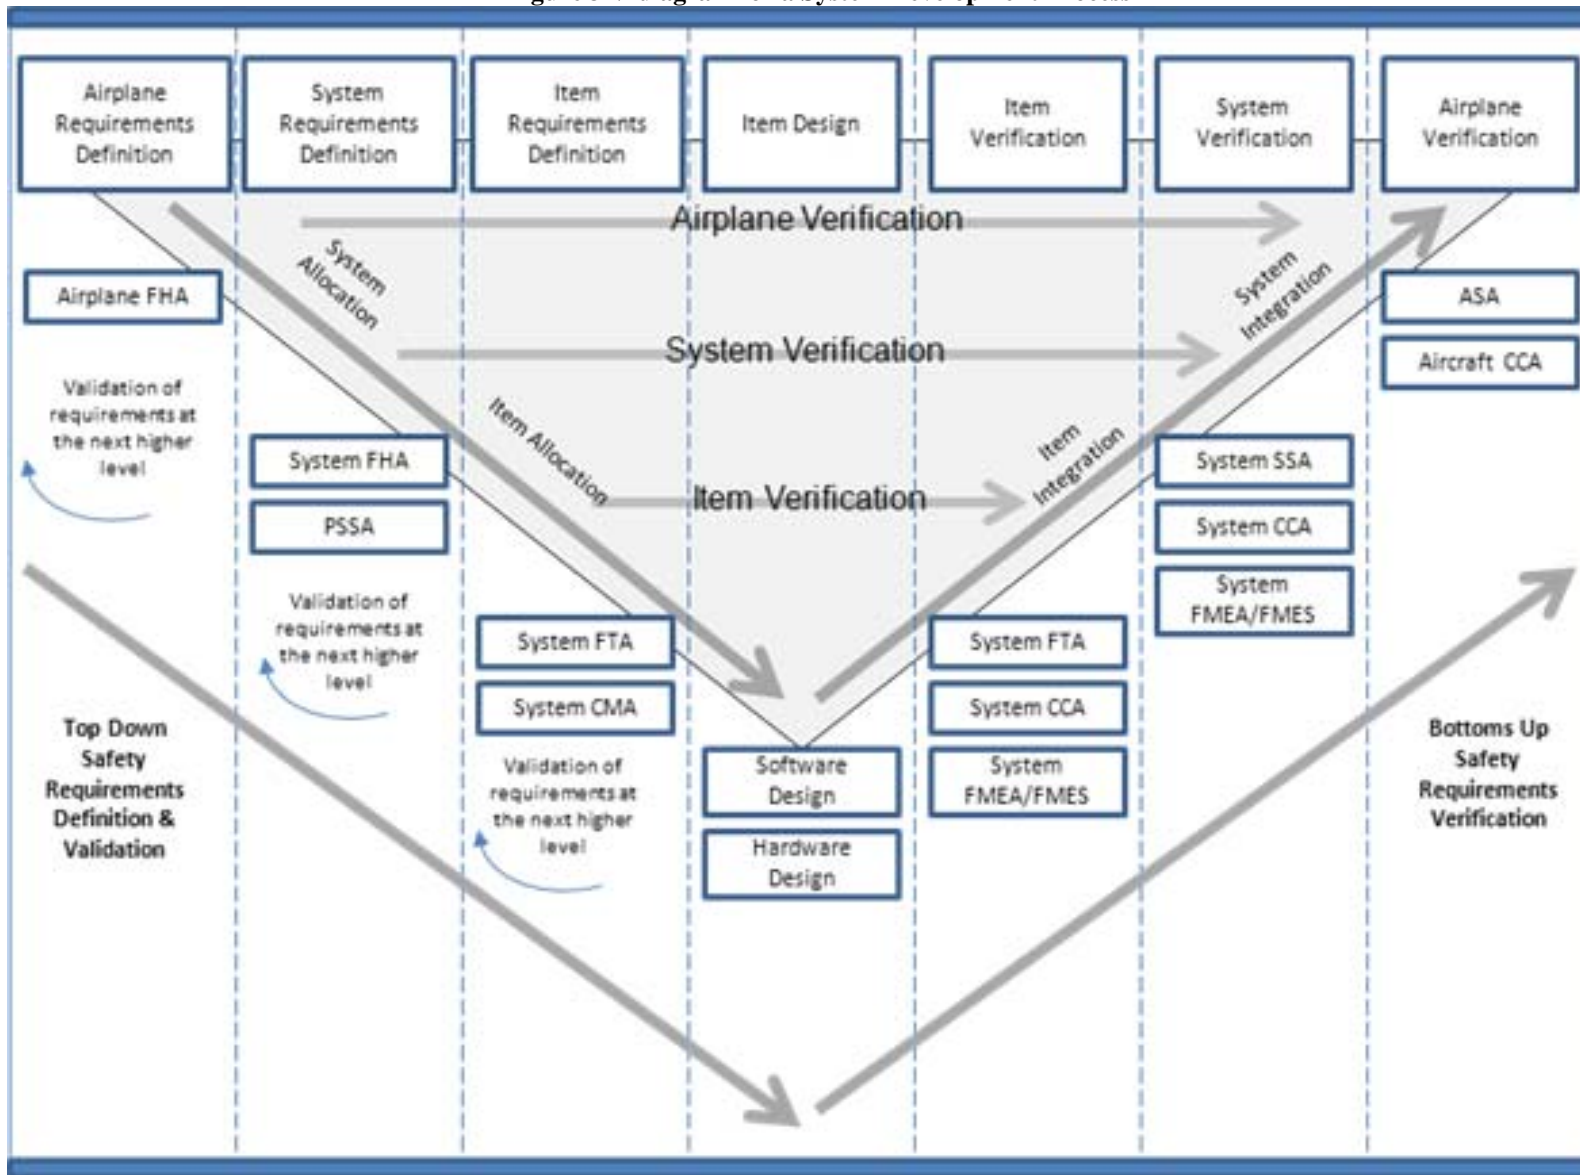 Airplane
Requirements
Definition
System
Requirements
Definition
Item
Requirements
Definition
Item Design
Item
Verification
System
Verification
Airplane
Verification
Airplane Verification
System
Allocation
System
Integration
Airplane FHA
ASA
System Verification
Aircraft CCA
Validation of
requirements at
the next higher
level
Item Allocation
Item
Integration
System FHA
System SSA
Item Verification
PSSA
System CCA
System
FMEA/FMES
Validation of
requirements at
the next higher
level
System FTA
System FTA
System CMA
System CCA
Top Down
Safety
Requirements
Definition &
Validation
Bottoms Up
Safety
Requirements
Verification
Validation of
requirements at
the next higher
level
Software
Design
System
FMEA/FMES
Hardware
Design